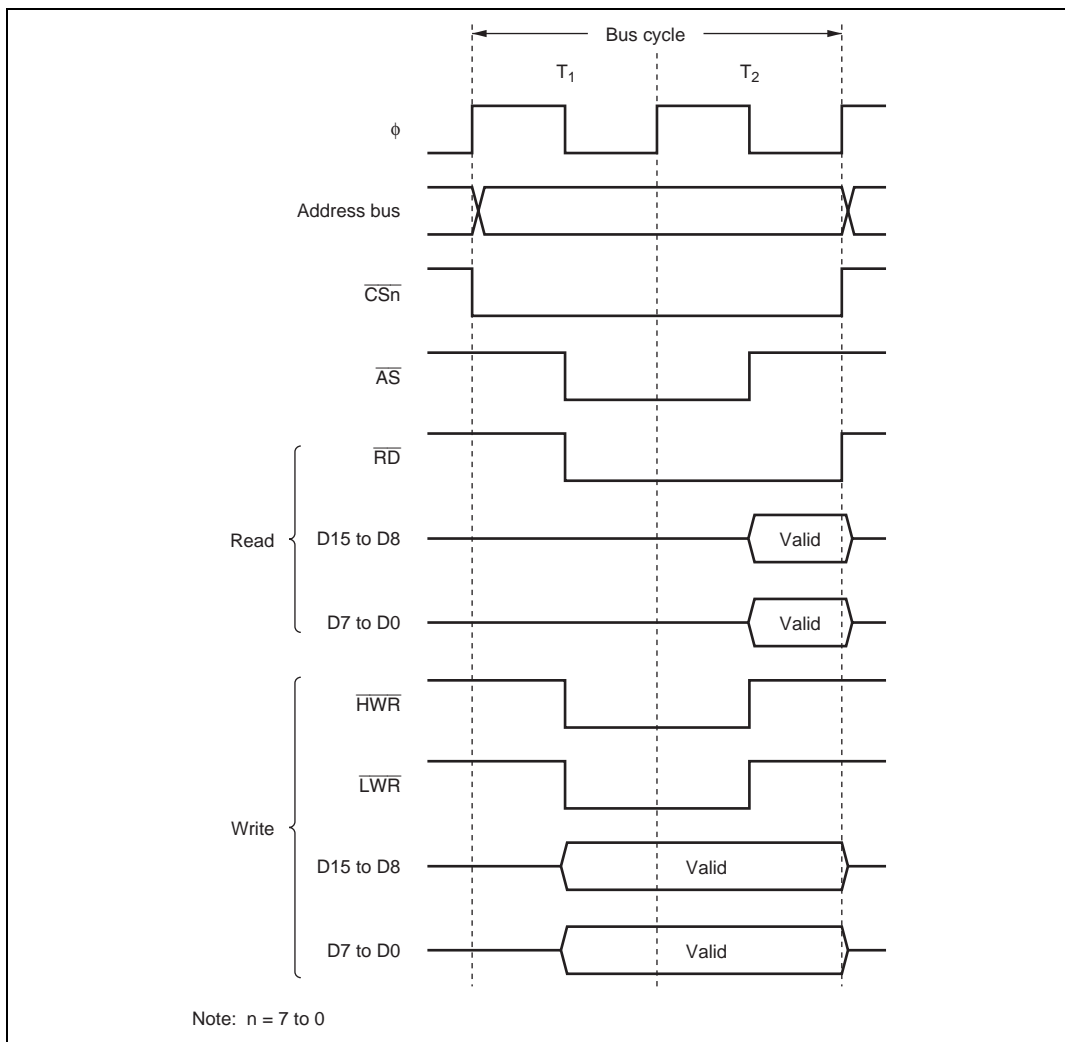 Bus cycle
T1 T2
ϕ
Address bus
CSn
AS
RD
Read
D15 to D8 Valid
D7 to D0 Valid
HWR
LWR
Write
D15 to D8 Valid
D7 to D0 Valid
Note: n = 7 to 0